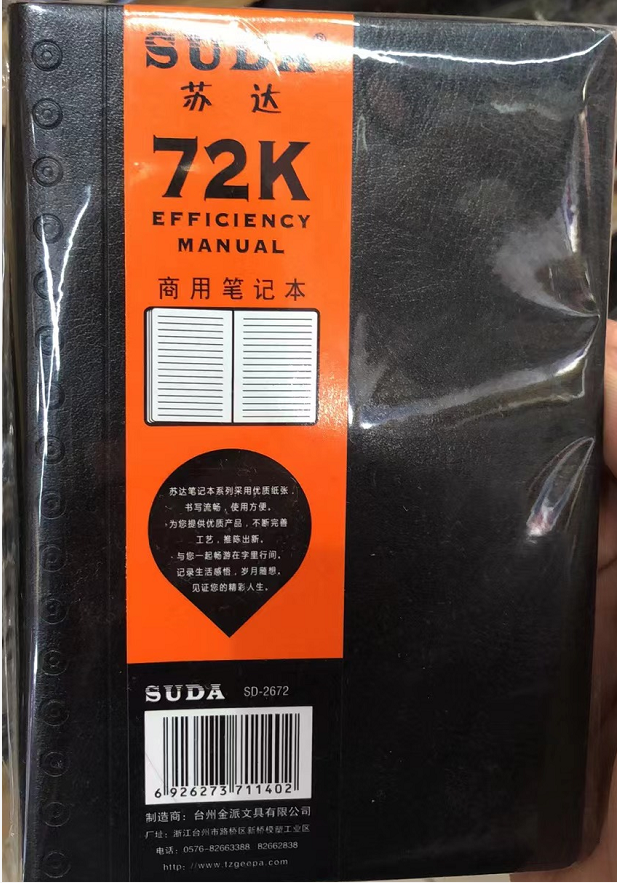 SUDA®
苏达
72K
EFFICIENCY
MANUAL
商用笔记本
苏达笔记本系列采用优质纸张,
书写流畅,使用方便。
为您提供优质产品,不断完善
工艺,推陈出新。
与您一起畅游在字里行间。
记录生活感悟,岁月随想。
见证您的精彩人生。
SUDA SD-2672
6 926273 711402
制造商:台州金派文具有限公司
厂址:浙江台州市路桥区新桥模塑工业区
电话:0576-82663388 82662838
http://www.tzgeepa.com